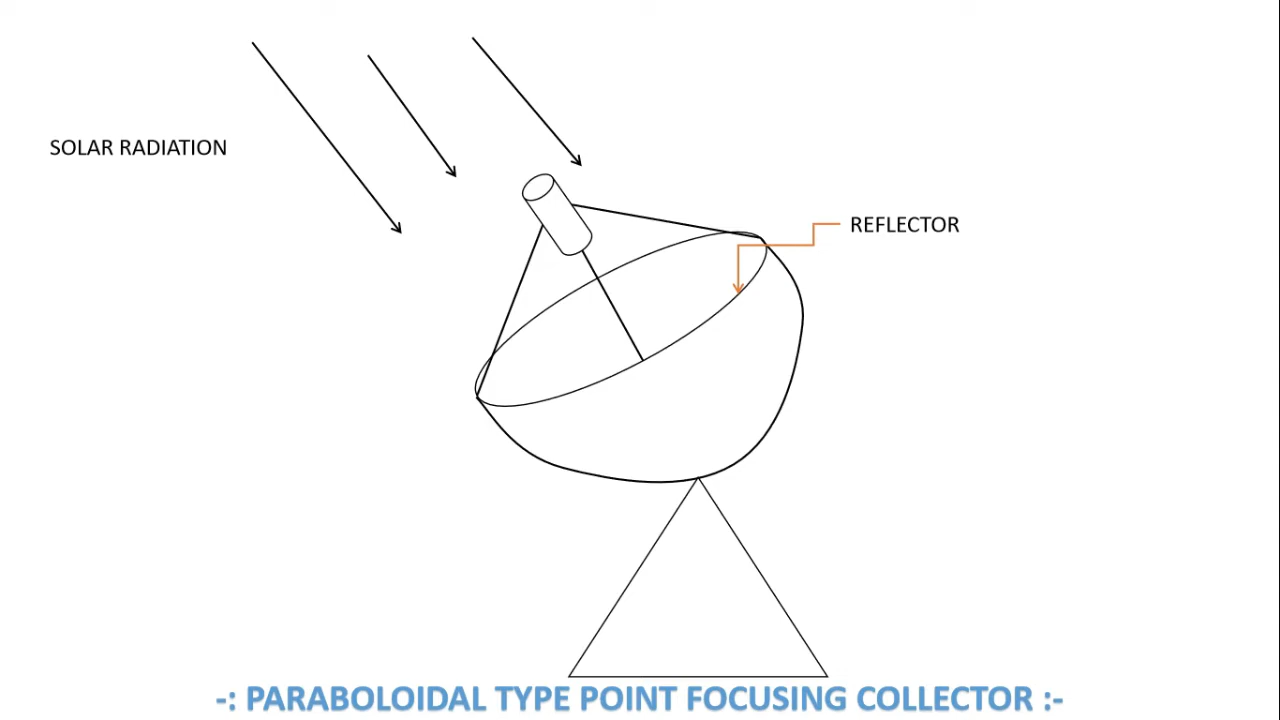 SOLAR RADIATION
REFLECTOR
-: PARABOLOIDAL TYPE POINT FOCUSING COLLECTOR :-